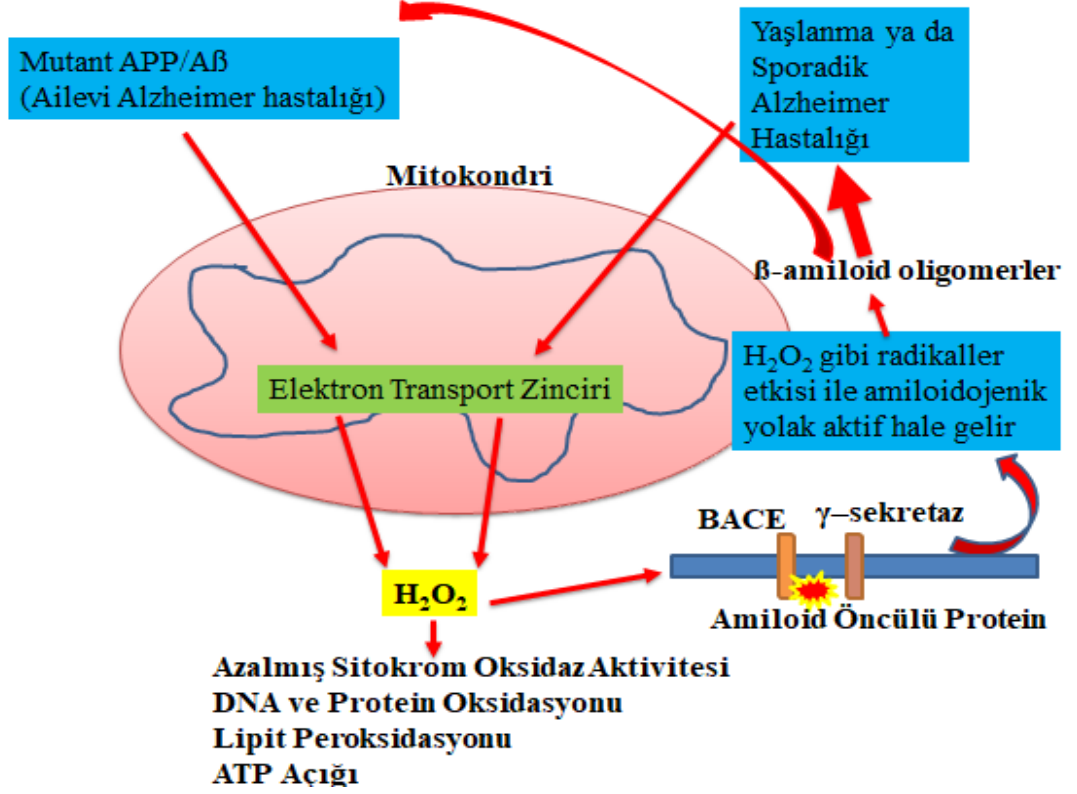 Mutant APP/Aß
(Ailevi Alzheimer hastalığı)
Yaşlanma ya da
Sporadik
Alzheimer
Hastalığı
Mitokondri
ß-amiloid oligomerler
H₂O₂ gibi radikaller
etkisi ile amiloidojenik
yolak aktif hale gelir
Elektron Transport Zinciri
BACE γ–sekretaz
H₂O₂
Amiloid Öncülü Protein
Azalmış Sitokrom Oksidaz Aktivitesi
DNA ve Protein Oksidasyonu
Lipit Peroksidasyonu
ATP Açığı